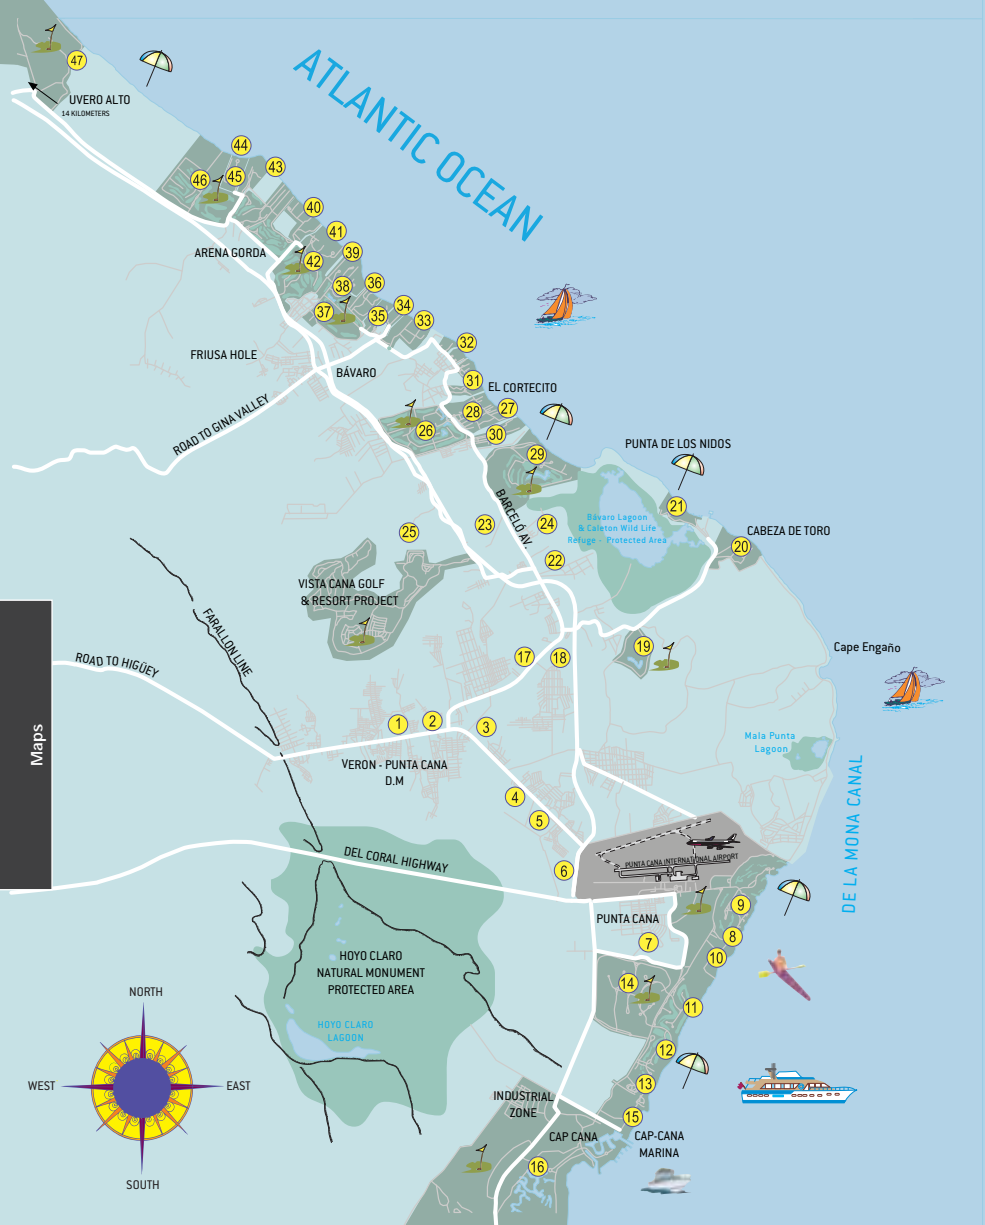 47
UVERO ALTO
14 KILOMETERS
ATLANTIC OCEAN
44
43
45
46
40
41
ARENA GORDA
39
42
36
38
34
37
35
33
32
FRIUSA HOLE
BÁVARO
31
EL CORTECITO
28
27
ROAD TO GINA VALLEY
26
30
PUNTA DE LOS NIDOS
29
BARCELÓ AV.
21
Bávaro Lagoon
& Caleton Wild Life
Refuge - Protected Area
23
24
25
CABEZA DE TORO
20
22
VISTA CANA GOLF
& RESORT PROJECT
FARALLON LINE
19
Cape Engaño
ROAD TO HIGÜEY
17
18
1
2
3
Maps
Mala Punta
Lagoon
VERON - PUNTA CANA
D.M
DE LA MONA CANAL
4
5
DEL CORAL HIGHWAY
PUNTA CANA INTERNATIONAL AIRPORT
6
9
PUNTA CANA
8
7
10
HOYO CLARO
NATURAL MONUMENT
PROTECTED AREA
14
NORTH
11
HOYO CLARO
LAGOON
12
WEST
EAST
13
INDUSTRIAL
ZONE
15
CAP CANA
CAP-CANA
MARINA
16
SOUTH